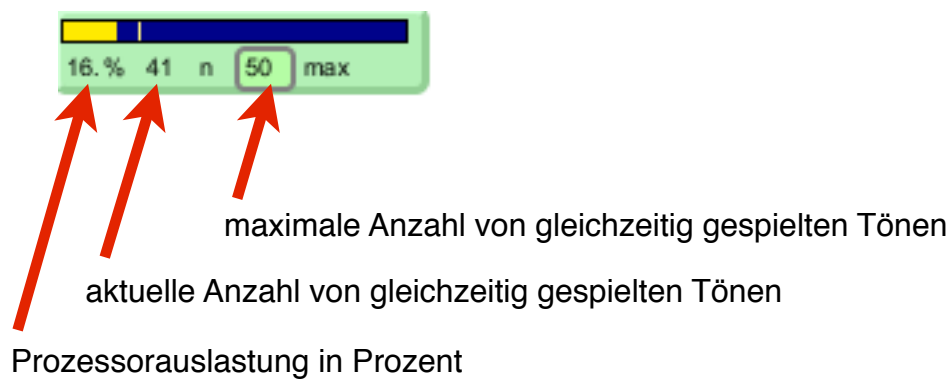 16.% 41 n 50 max
maximale Anzahl von gleichzeitig gespielten Tönen
aktuelle Anzahl von gleichzeitig gespielten Tönen
Prozessorauslastung in Prozent